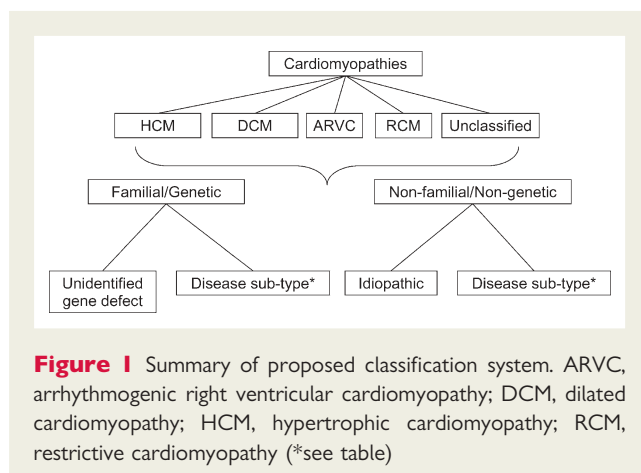 Cardiomyopathies
HCM DCM ARVC RCM Unclassified
Familial/Genetic Non-familial/Non-genetic
Unidentified gene defect Disease sub-type* Idiopathic Disease sub-type*
Figure 1 Summary of proposed classification system. ARVC,
arrhythmogenic right ventricular cardiomyopathy; DCM, dilated
cardiomyopathy; HCM, hypertrophic cardiomyopathy; RCM,
restrictive cardiomyopathy (*see table)